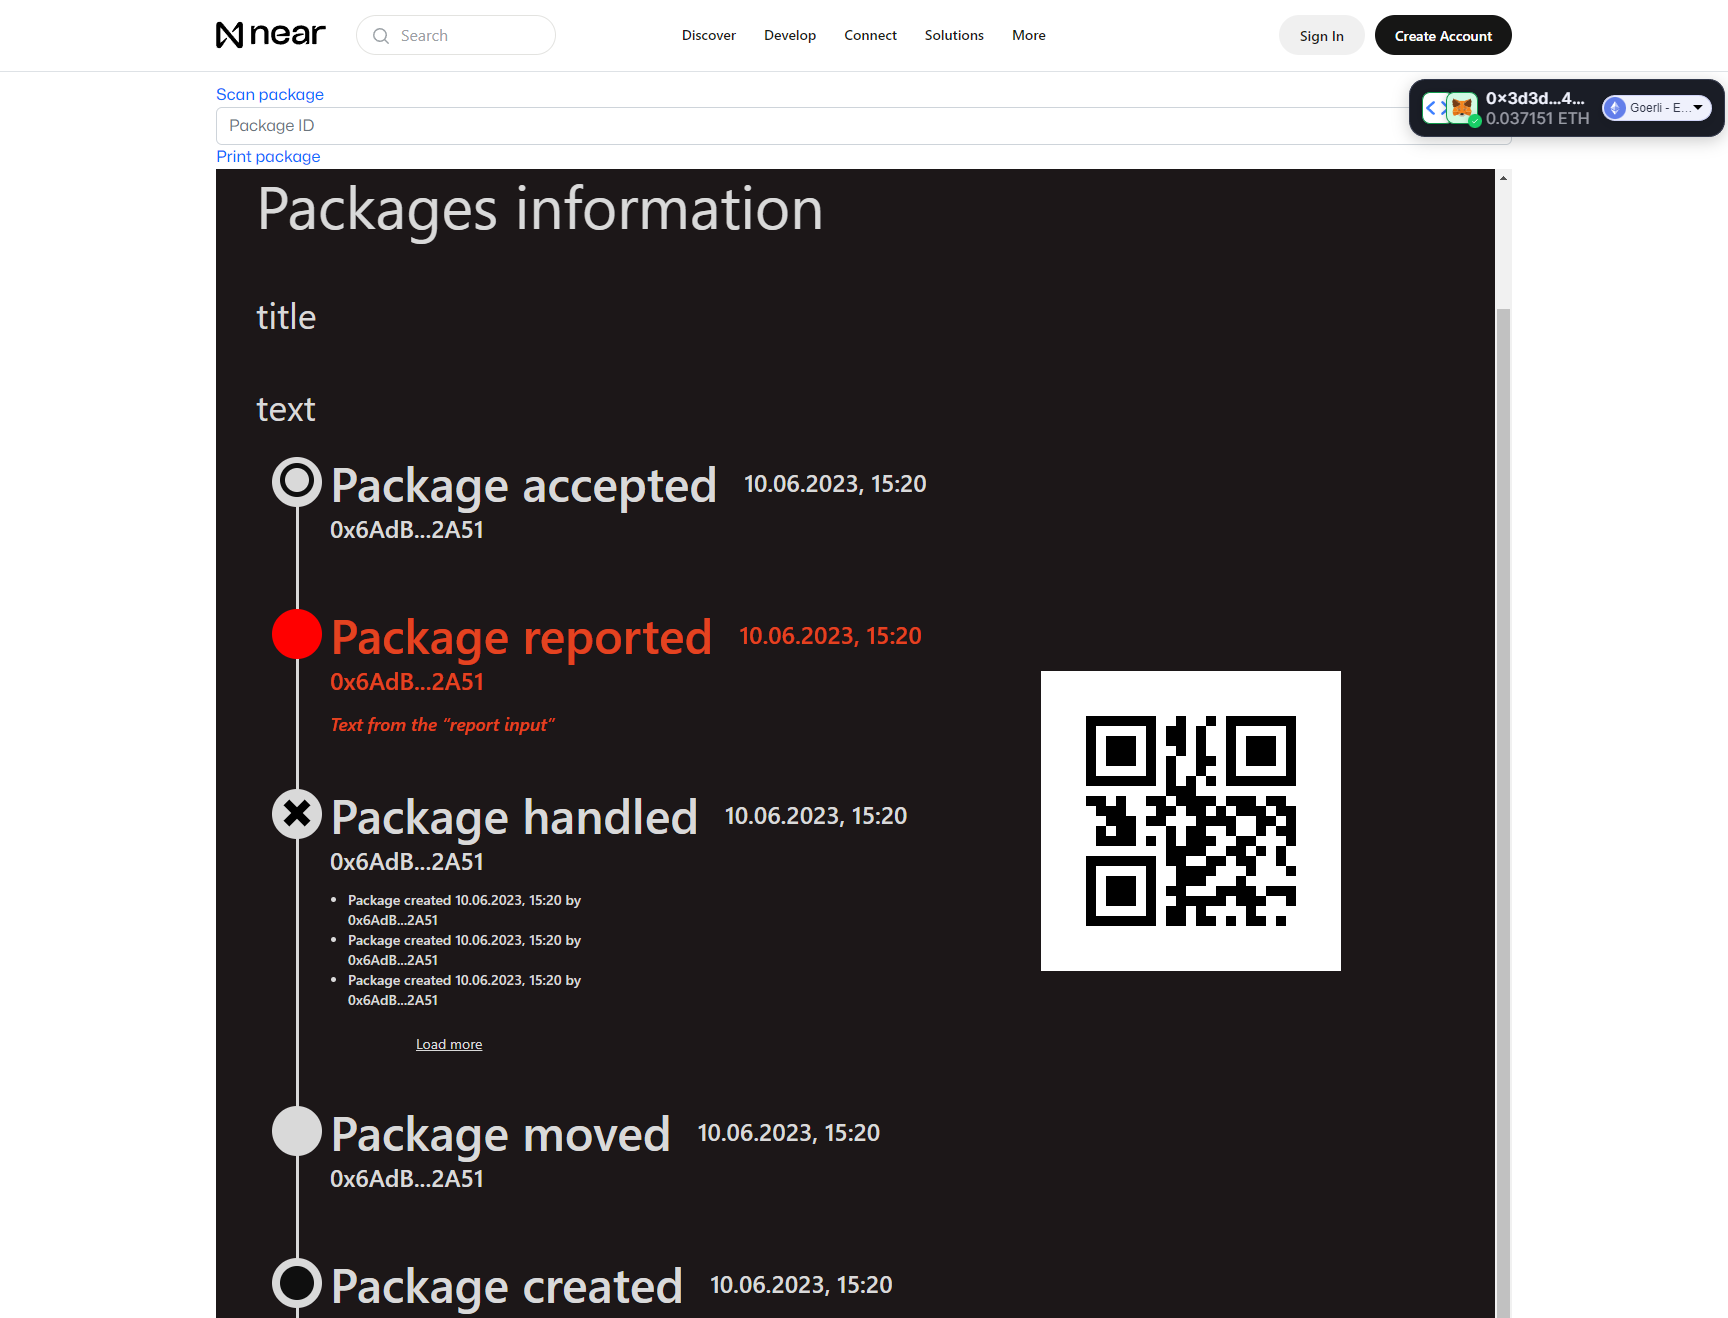 near
Search
Discover
Develop
Connect
Solutions
More
Sign In
Create Account
Scan package
0×3d3d...4...
0.037151 ETH
Goerli - E...
Package ID
Print package
Packages information
title
text
Package accepted 10.06.2023, 15:20
0x6AdB...2A51
Package reported 10.06.2023, 15:20
0x6AdB...2A51
Text from the “report input“
Package handled 10.06.2023, 15:20
0x6AdB...2A51
Package created 10.06.2023, 15:20 by
0x6AdB...2A51
Package created 10.06.2023, 15:20 by
0x6AdB...2A51
Package created 10.06.2023, 15:20 by
0x6AdB...2A51
Load more
Package moved 10.06.2023, 15:20
0x6AdB...2A51
Package created 10.06.2023, 15:20